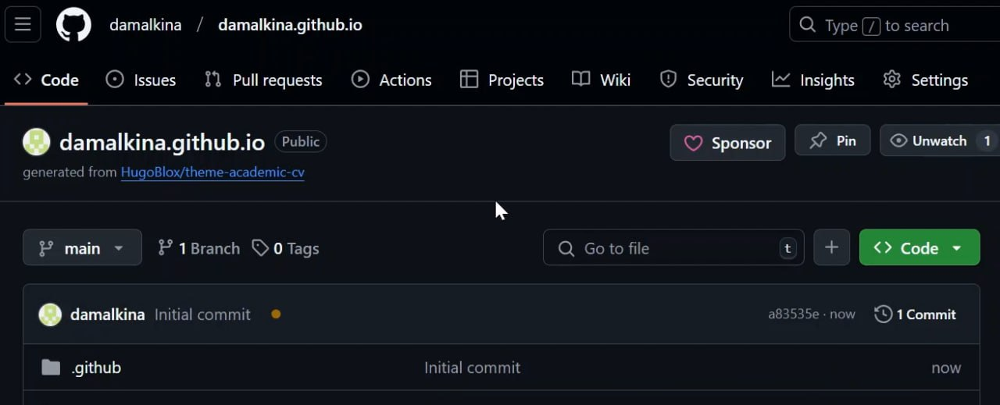 damalkina / damalkina.github.io Type / to search
Code Issues Pull requests Actions Projects Wiki Security Insights Settings
damalkina.github.io Public Sponsor Pin Unwatch 1
generated from HugoBlox/theme-academic-cv
main 1 Branch 0 Tags Go to file t Code
damalkina Initial commit a83535e · now 1 Commit
.github Initial commit now